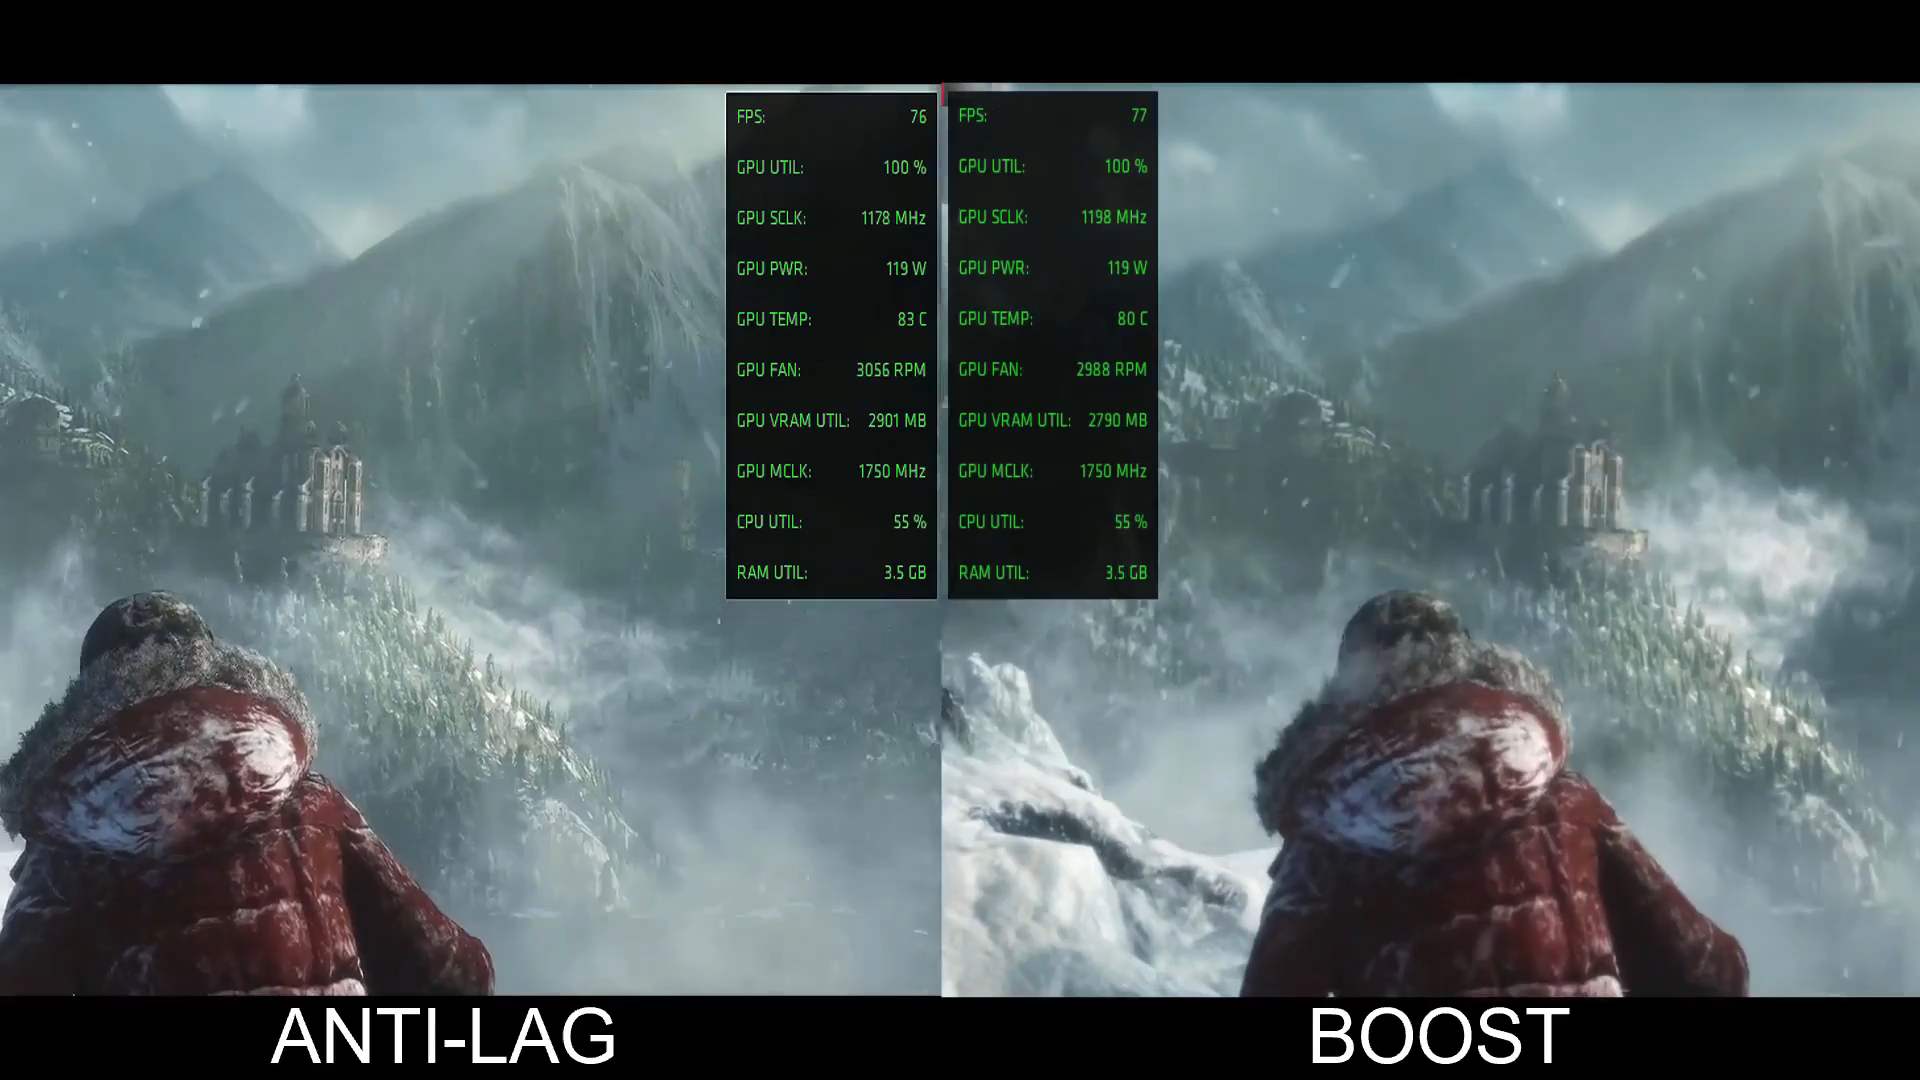 FPS: 76
GPU UTIL: 100 %
GPU SCLK: 1178 MHz
GPU PWR: 119 W
GPU TEMP: 83 C
GPU FAN: 3056 RPM
GPU VRAM UTIL: 2901 MB
GPU MCLK: 1750 MHz
CPU UTIL: 55 %
RAM UTIL: 3.5 GB
FPS: 77
GPU UTIL: 100 %
GPU SCLK: 1198 MHz
GPU PWR: 119 W
GPU TEMP: 80 C
GPU FAN: 2988 RPM
GPU VRAM UTIL: 2790 MB
GPU MCLK: 1750 MHz
CPU UTIL: 55 %
RAM UTIL: 3.5 GB
ANTI-LAG
BOOST